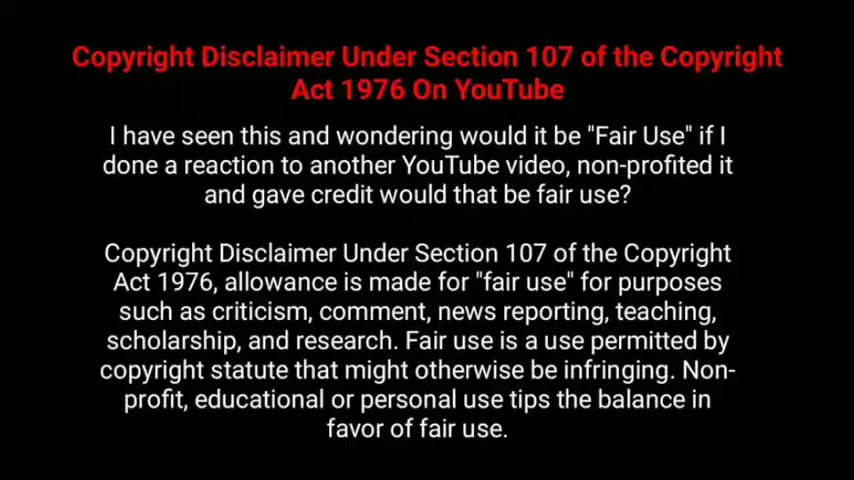 Copyright Disclaimer Under Section 107 of the Copyright
Act 1976 On YouTube
I have seen this and wondering would it be "Fair Use" if I
done a reaction to another YouTube video, non-profited it
and gave credit would that be fair use?
Copyright Disclaimer Under Section 107 of the Copyright
Act 1976, allowance is made for "fair use" for purposes
such as criticism, comment, news reporting, teaching,
scholarship, and research. Fair use is a use permitted by
copyright statute that might otherwise be infringing. Non-
profit, educational or personal use tips the balance in
favor of fair use.